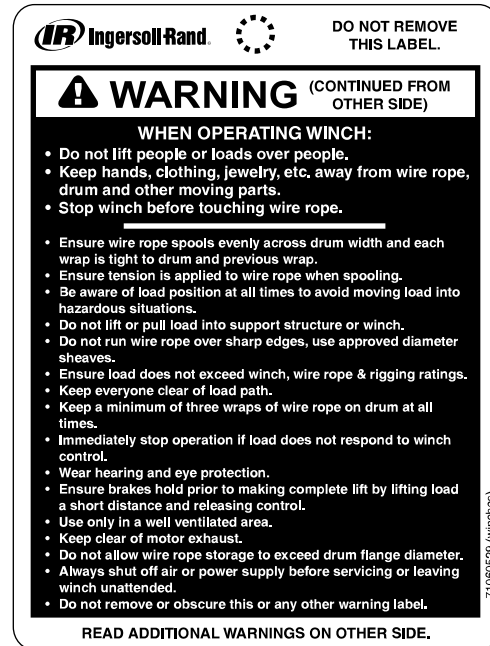 IR Ingersoll-Rand®
DO NOT REMOVE
THIS LABEL.
WARNING (CONTINUED FROM
OTHER SIDE)
WHEN OPERATING WINCH:
• Do not lift people or loads over people.
• Keep hands, clothing, jewelry, etc. away from wire rope,
drum and other moving parts.
• Stop winch before touching wire rope.
• Ensure wire rope spools evenly across drum width and each
wrap is tight to drum and previous wrap.
• Ensure tension is applied to wire rope when spooling.
• Be aware of load position at all times to avoid moving load into
hazardous situations.
• Do not lift or pull load into support structure or winch.
• Do not run wire rope over sharp edges, use approved diameter
sheaves.
• Ensure load does not exceed winch, wire rope & rigging ratings.
• Keep everyone clear of load path.
• Keep a minimum of three wraps of wire rope on drum at all
times.
• Immediately stop operation if load does not respond to winch
control.
• Wear hearing and eye protection.
• Ensure brakes hold prior to making complete lift by lifting load
a short distance and releasing control.
• Use only in a well ventilated area.
• Keep clear of motor exhaust.
• Do not allow wire rope storage to exceed drum flange diameter.
• Always shut off air or power supply before servicing or leaving
winch unattended.
• Do not remove or obscure this or any other warning label.
READ ADDITIONAL WARNINGS ON OTHER SIDE.